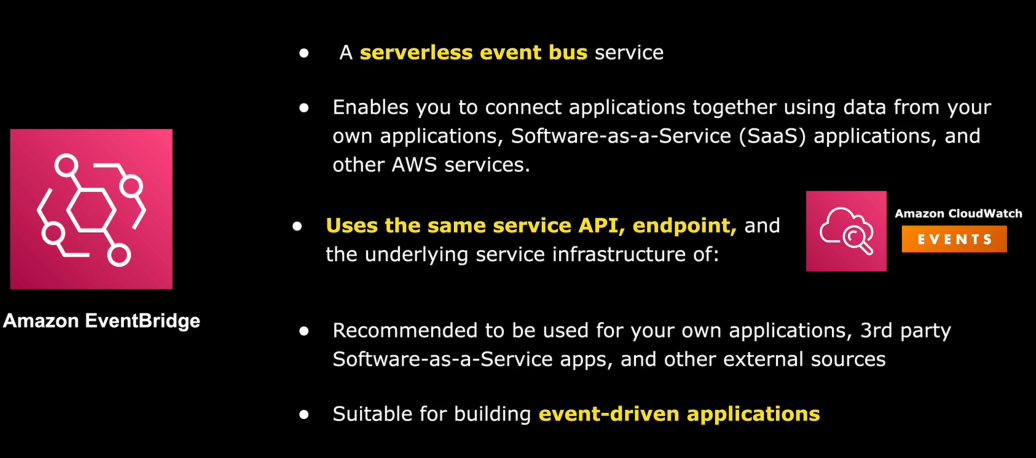 ● A serverless event bus service
● Enables you to connect applications together using data from your
own applications, Software-as-a-Service (SaaS) applications, and
other AWS services.
● Uses the same service API, endpoint, and
the underlying service infrastructure of:
Amazon CloudWatch
EVENTS
Amazon EventBridge
● Recommended to be used for your own applications, 3rd party
Software-as-a-Service apps, and other external sources
● Suitable for building event-driven applications